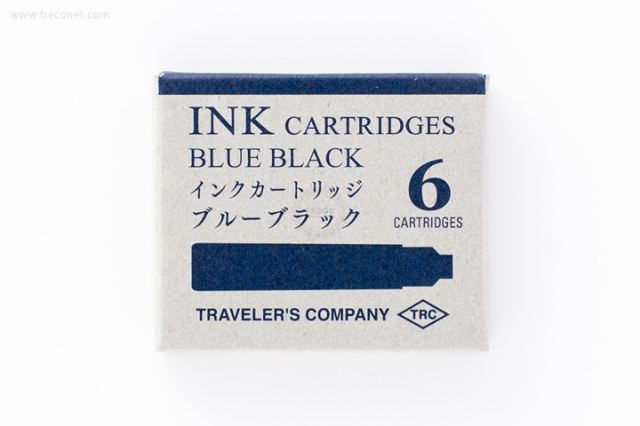 www.freconet.com
INK CARTRIDGES
BLUE BLACK
インクカートリッジ
ブルーブラック
6
CARTRIDGES
TRAVELER'S COMPANY TRC